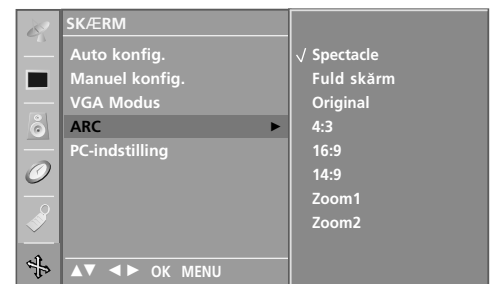 SKÆRM
Auto konfig.
Manuel konfig.
VGA Modus
ARC ►
PC-indstilling
▲▼ ◄► OK MENU
√ Spectacle
Fuld skărm
Original
4:3
16:9
14:9
Zoom1
Zoom2